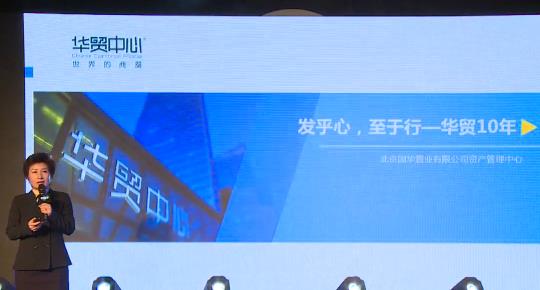 华贸中心
China Central Place
世界的商圈
发乎心，至于行—华贸10年
北京国华置业有限公司资产管理中心
华贸中心